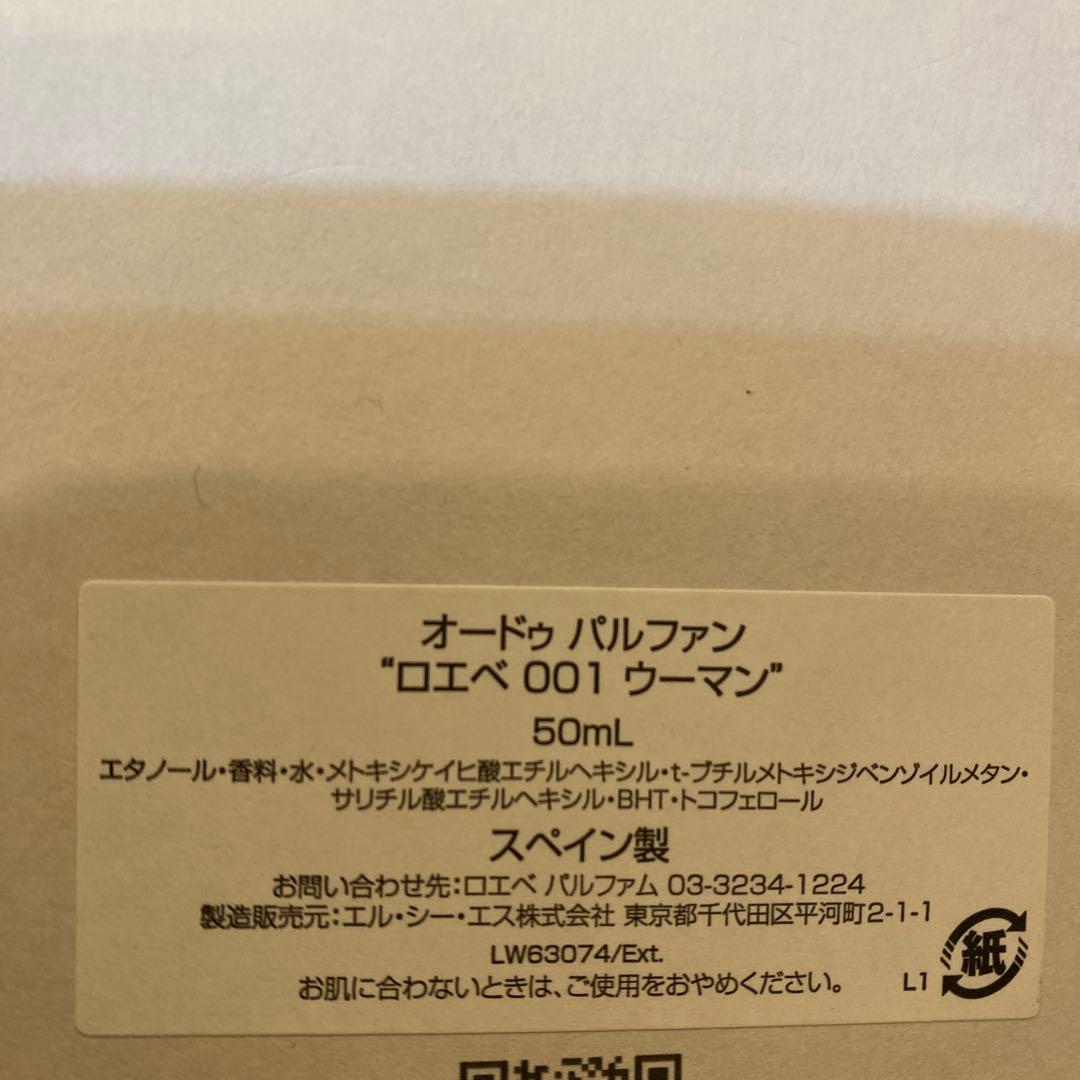 オードゥ パルファン
“ロエベ 001 ウーマン”
50mL
エタノール・香料・水・メトキシケイヒ酸エチルヘキシル・t-ブチルメトキシジベンゾイルメタン・
サリチル酸エチルヘキシル・BHT・トコフェロール
スペイン製
お問い合わせ先：ロエベ パルファム 03-3234-1224
製造販売元：エル・シー・エス株式会社 東京都千代田区平河町2-1-1
LW63074/Ext.
お肌に合わないときは、ご使用をおやめください。
L1
紙